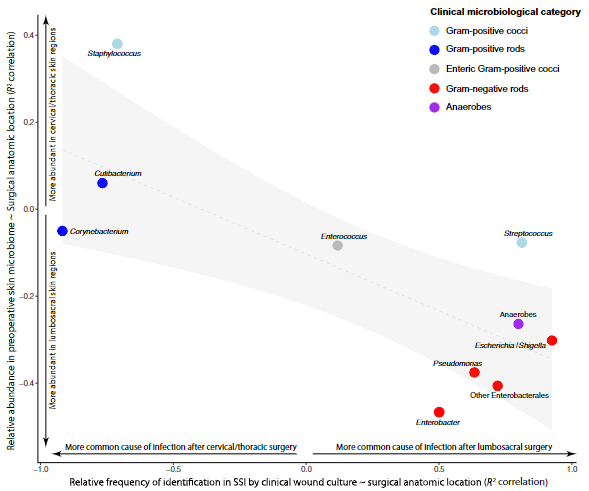 Clinical microbiological category
Gram-positive cocci
Gram-positive rods
Enteric Gram-positive cocci
Gram-negative rods
Anaerobes
Relative abundance in preoperative skin microbiome ~ Surgical anatomic location (R² correlation)
More abundant in cervical/thoracic skin regions
More abundant in lumbosacral skin regions
0.4
0.2
0.0
−0.2
−0.4
Staphylococcus
Cutibacterium
Corynebacterium
Enterococcus
Streptococcus
Anaerobes
Escherichia/Shigella
Pseudomonas
Other Enterobacterales
Enterobacter
More common cause of infection after cervical/thoracic surgery
More common cause of infection after lumbosacral surgery
−1.0
−0.5
0.0
0.5
1.0
Relative frequency of identification in SSI by clinical wound culture ~ surgical anatomic location (R² correlation)